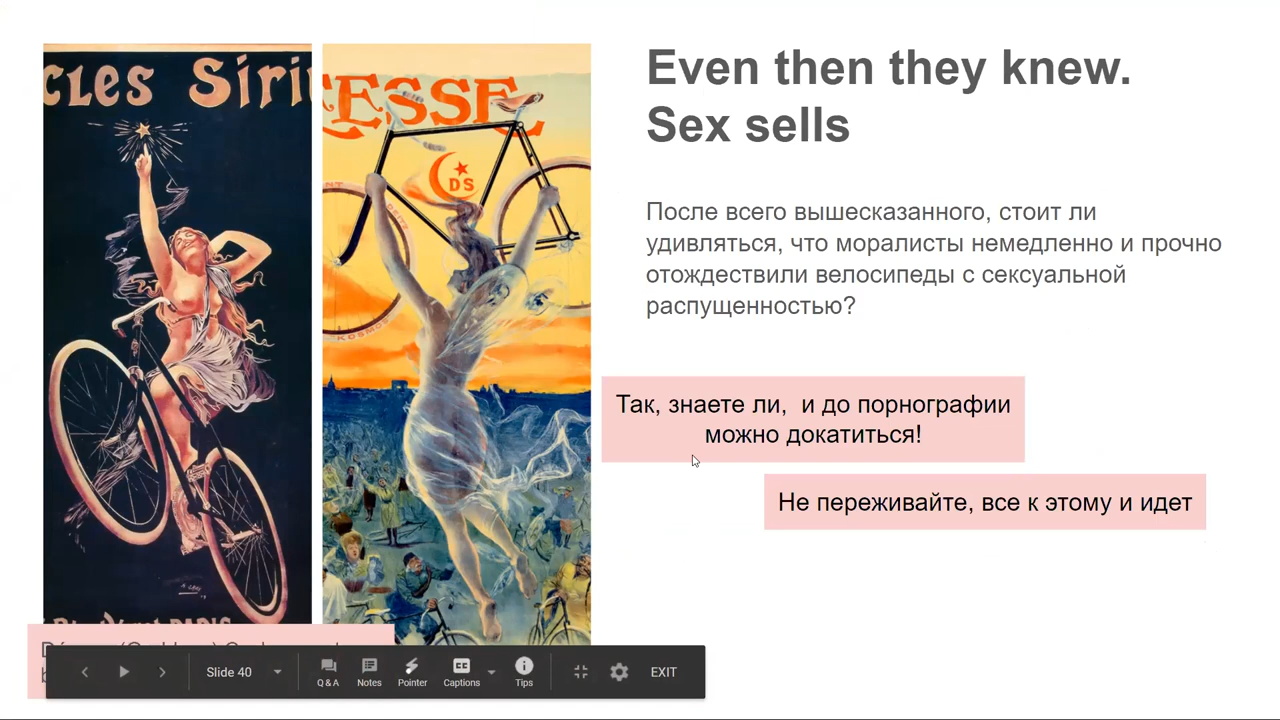 CLES Siri
ESSE
DS
KOSMOS
Even then they knew.
Sex sells
После всего вышесказанного, стоит ли
удивляться, что моралисты немедленно и прочно
отождествили велосипеды с сексуальной
распущенностью?
Так, знаете ли, и до порнографии
можно докатиться!
Не переживайте, все к этому и идет
Slide 40
Q & A
Notes
Pointer
CC
Captions
Tips
EXIT